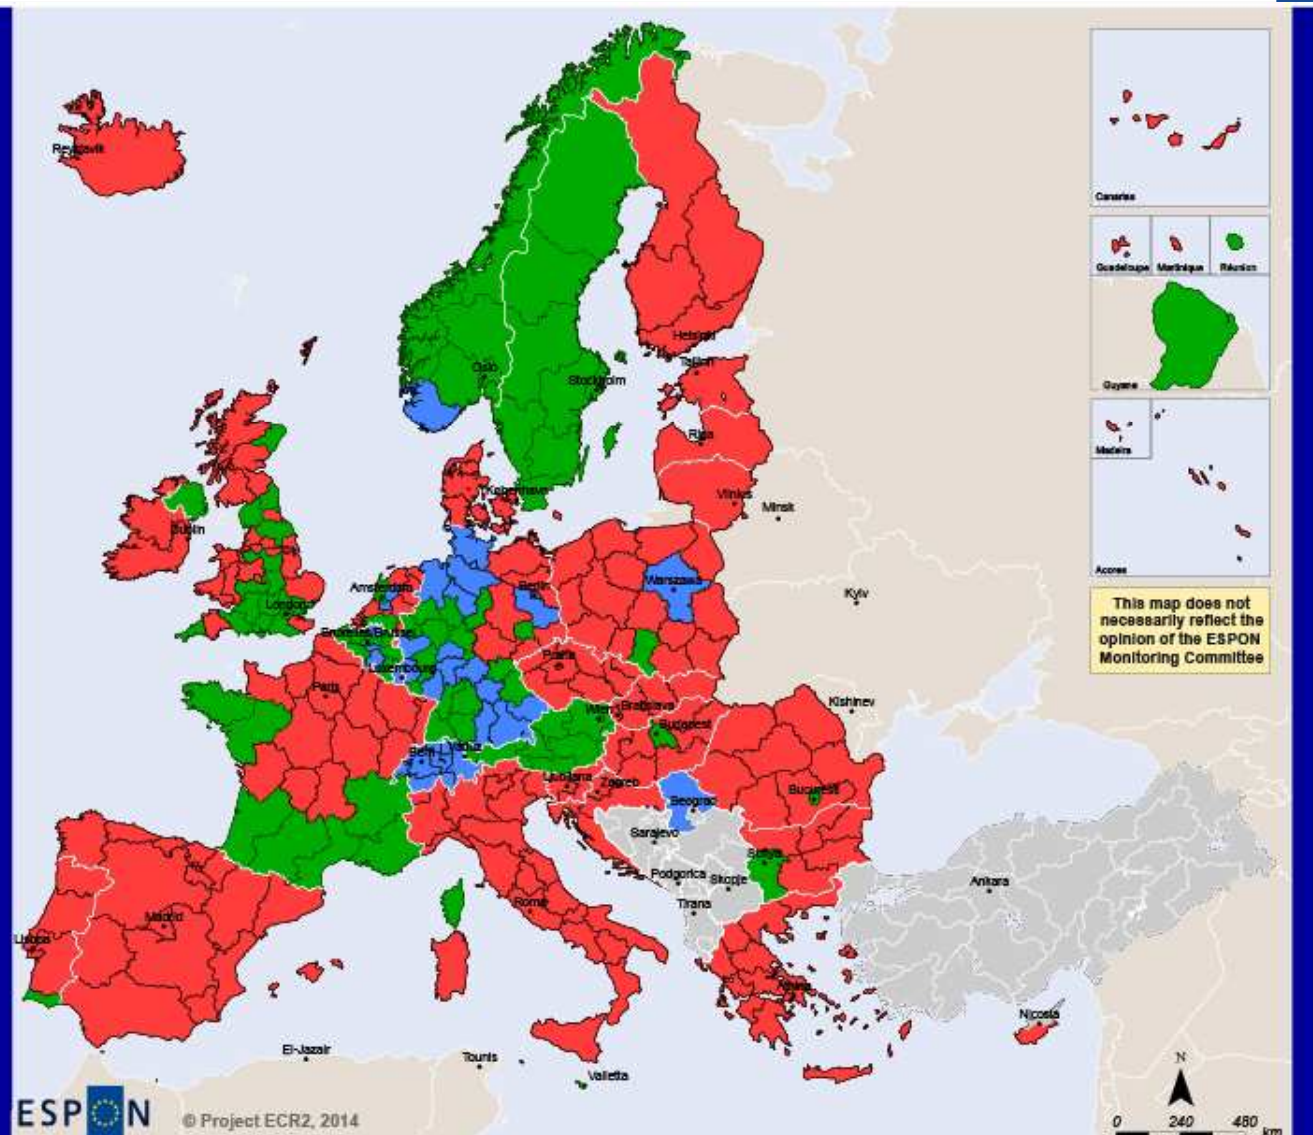 Reykjavik
Canarias
Guadeloupe
Martinique
Réunion
Guyane
Madeira
Acores
This map does not
necessarily reflect the
opinion of the ESPON
Monitoring Committee
Helsinki
Tallinn
Oslo
Stockholm
Riga
Vilnius
Minsk
København
Dublin
Amsterdam
Berlin
Warszawa
Kyiv
London
Bruxelles/Brussel
Luxembourg
Praha
Paris
Kishinev
Wien
Bratislava
Budapest
Bern
Vaduz
Ljubljana
Zagreb
Bucuresti
Beograd
Sarajevo
Sofiya
Podgorica
Skopje
Tirana
Ankara
Roma
Madrid
Lisboa
Athina
Nicosia
El-Jazair
Tounis
Valletta
N
ESPON
© Project ECR2, 2014
0 240 480
km